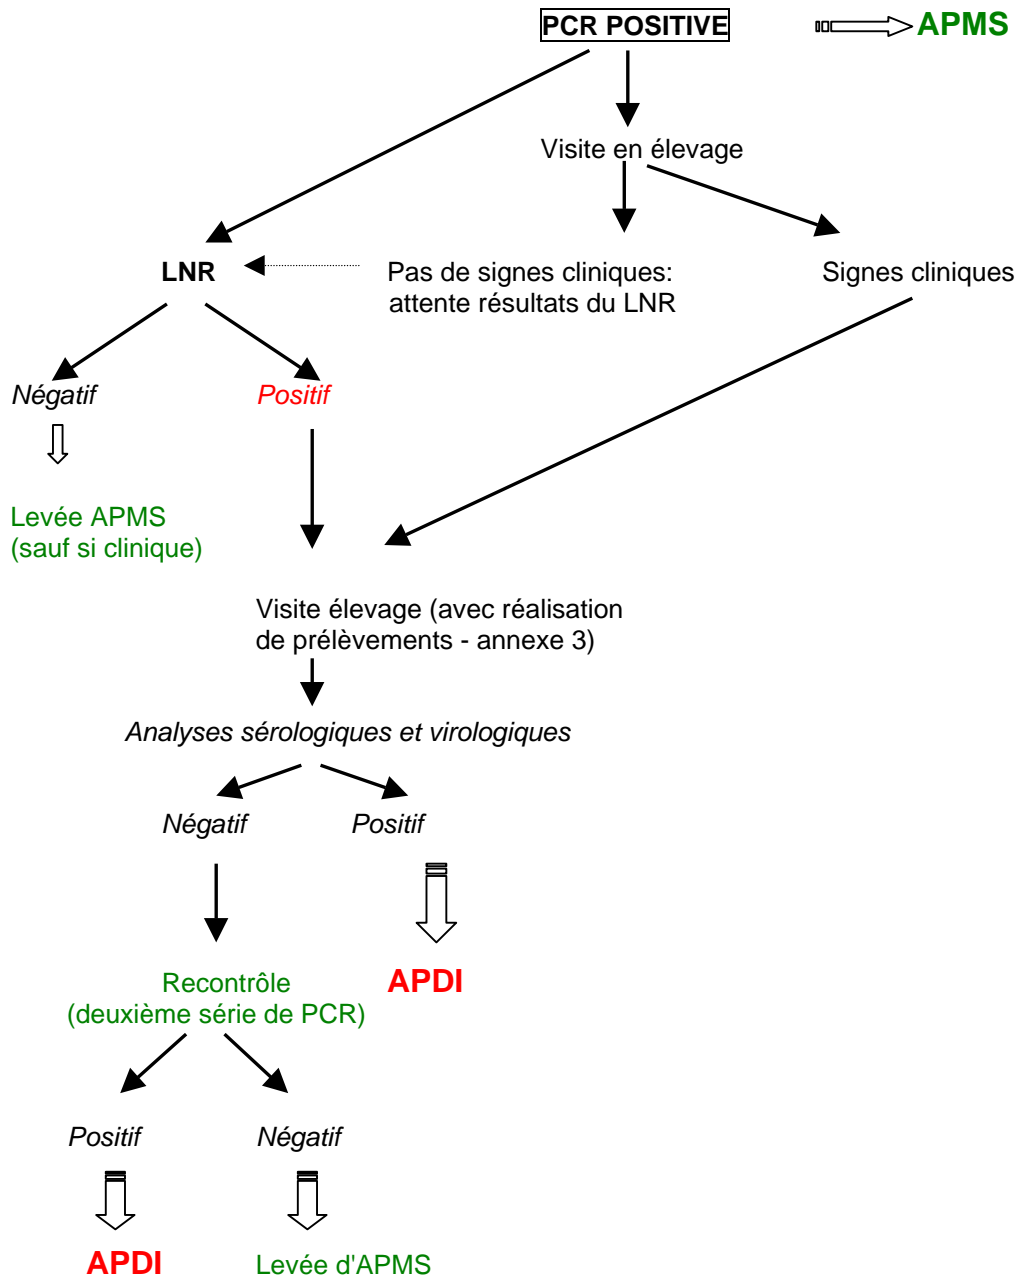 PCR POSITIVE
APMS
Visite en élevage
LNR
Pas de signes cliniques:
attente résultats du LNR
Signes cliniques
Négatif
Positif
Levée APMS
(sauf si clinique)
Visite élevage (avec réalisation
de prélèvements - annexe 3)
Analyses sérologiques et virologiques
Négatif
Positif
Recontrôle
(deuxième série de PCR)
APDI
Positif
Négatif
APDI
Levée d'APMS